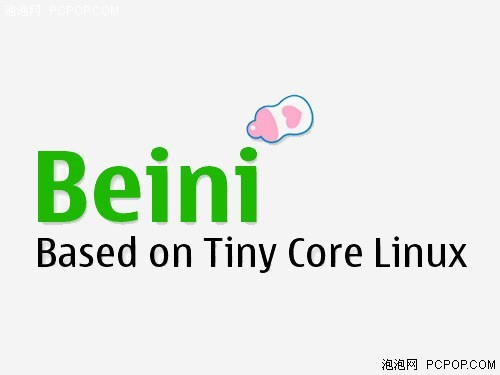 泡泡网 PCPOP.COM
Beini
Based on Tiny Core Linux
泡泡网 PCPOP.COM